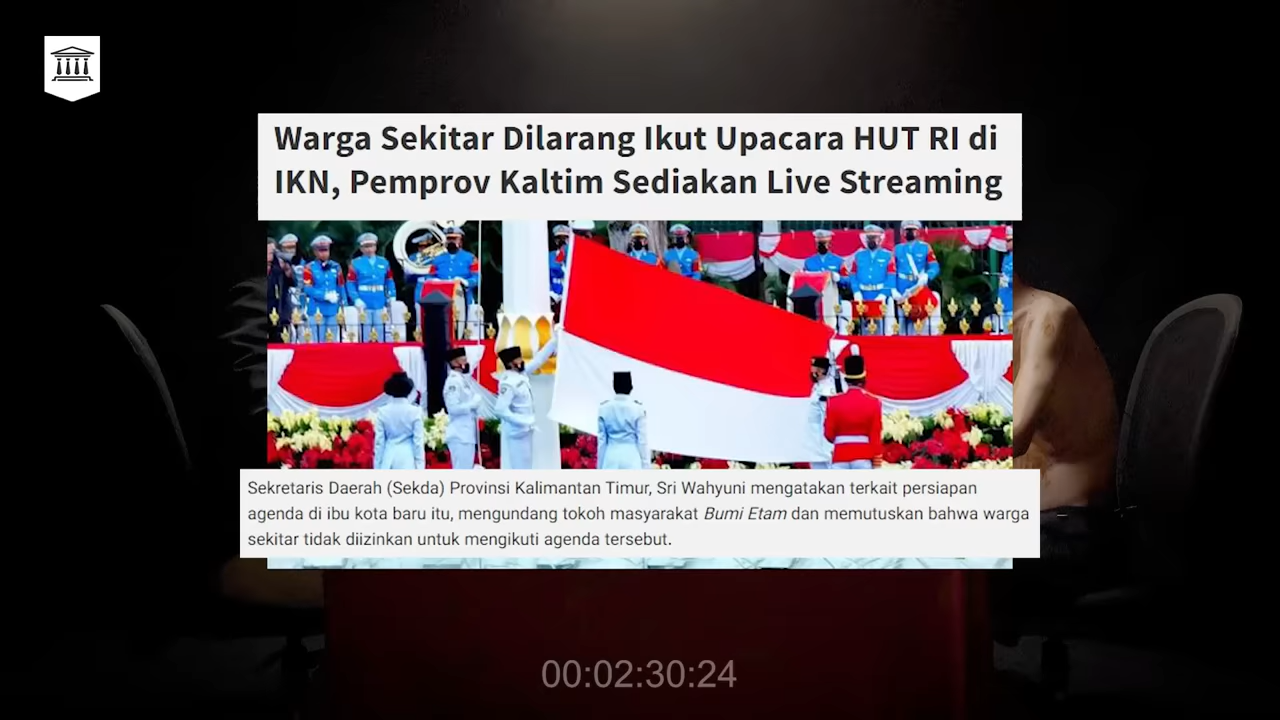 Warga Sekitar Dilarang Ikut Upacara HUT RI di
IKN, Pemprov Kaltim Sediakan Live Streaming
Sekretaris Daerah (Sekda) Provinsi Kalimantan Timur, Sri Wahyuni mengatakan terkait persiapan
agenda di ibu kota baru itu, mengundang tokoh masyarakat Bumi Etam dan memutuskan bahwa warga
sekitar tidak diizinkan untuk mengikuti agenda tersebut.
00:02:30:24